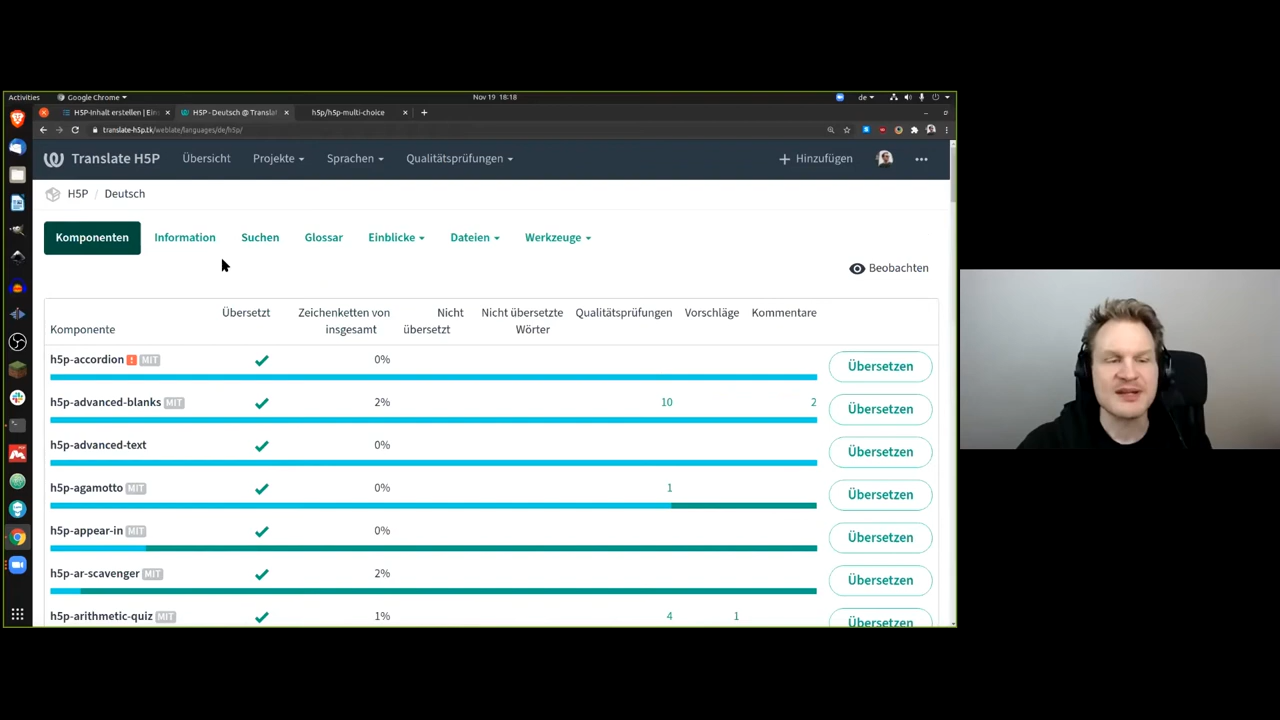 Activities Google Chrome Nov 19 18:18 de
H5P-Inhalt erstellen | Ein H5P - Deutsch @ Translat h5p/h5p-multi-choice
translate-h5p.tk/weblate/languages/de/h5p/
Translate H5P Übersicht Projekte Sprachen Qualitätsprüfungen Hinzufügen
H5P / Deutsch
Komponenten Information Suchen Glossar Einblicke Dateien Werkzeuge
Beobachten
Komponente Übersetzt Zeichenketten von insgesamt Nicht übersetzt Nicht übersetzte Wörter Qualitätsprüfungen Vorschläge Kommentare
h5p-accordion ! MIT 0% Übersetzen
h5p-advanced-blanks MIT 2% 10 2 Übersetzen
h5p-advanced-text 0% Übersetzen
h5p-agamotto MIT 0% 1 Übersetzen
h5p-appear-in MIT 0% Übersetzen
h5p-ar-scavenger MIT 2% Übersetzen
h5p-arithmetic-quiz MIT 1% 4 1 Übersetzen